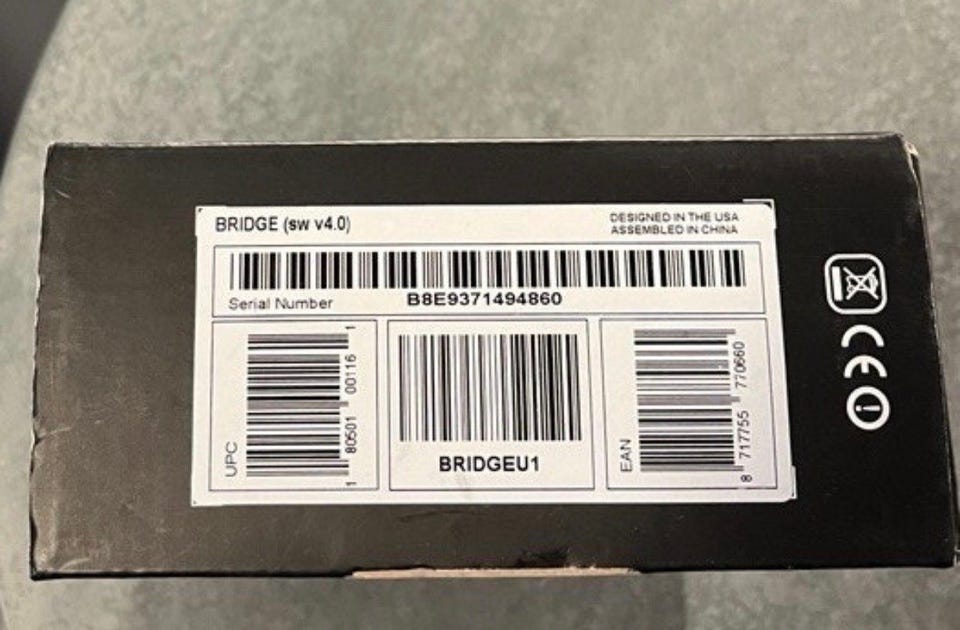 BRIDGE (sw v4.0)
DESIGNED IN THE USA
ASSEMBLED IN CHINA
Serial Number B8E9371494860
UPC
1 80501 00116 1
BRIDGEU1
EAN
8 717755 770660
CE